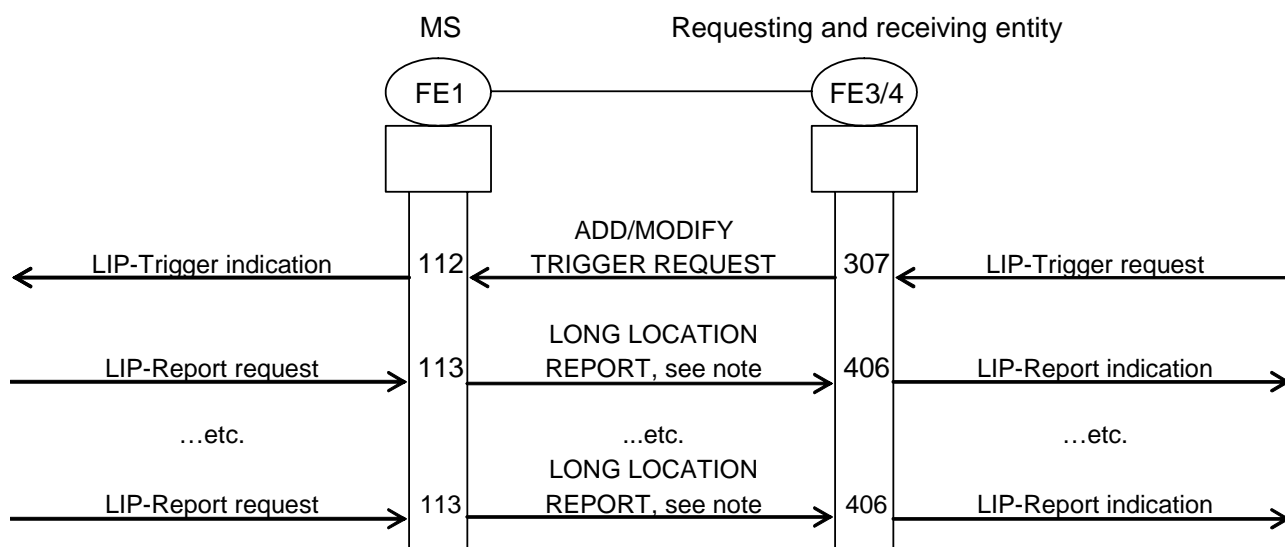 MS Requesting and receiving entity
FE1 FE3/4
ADD/MODIFY
LIP-Trigger indication 112 TRIGGER REQUEST 307 LIP-Trigger request
LONG LOCATION
LIP-Report request 113 REPORT, see note 406 LIP-Report indication
…etc. ...etc. …etc.
LONG LOCATION
LIP-Report request 113 REPORT, see note 406 LIP-Report indication